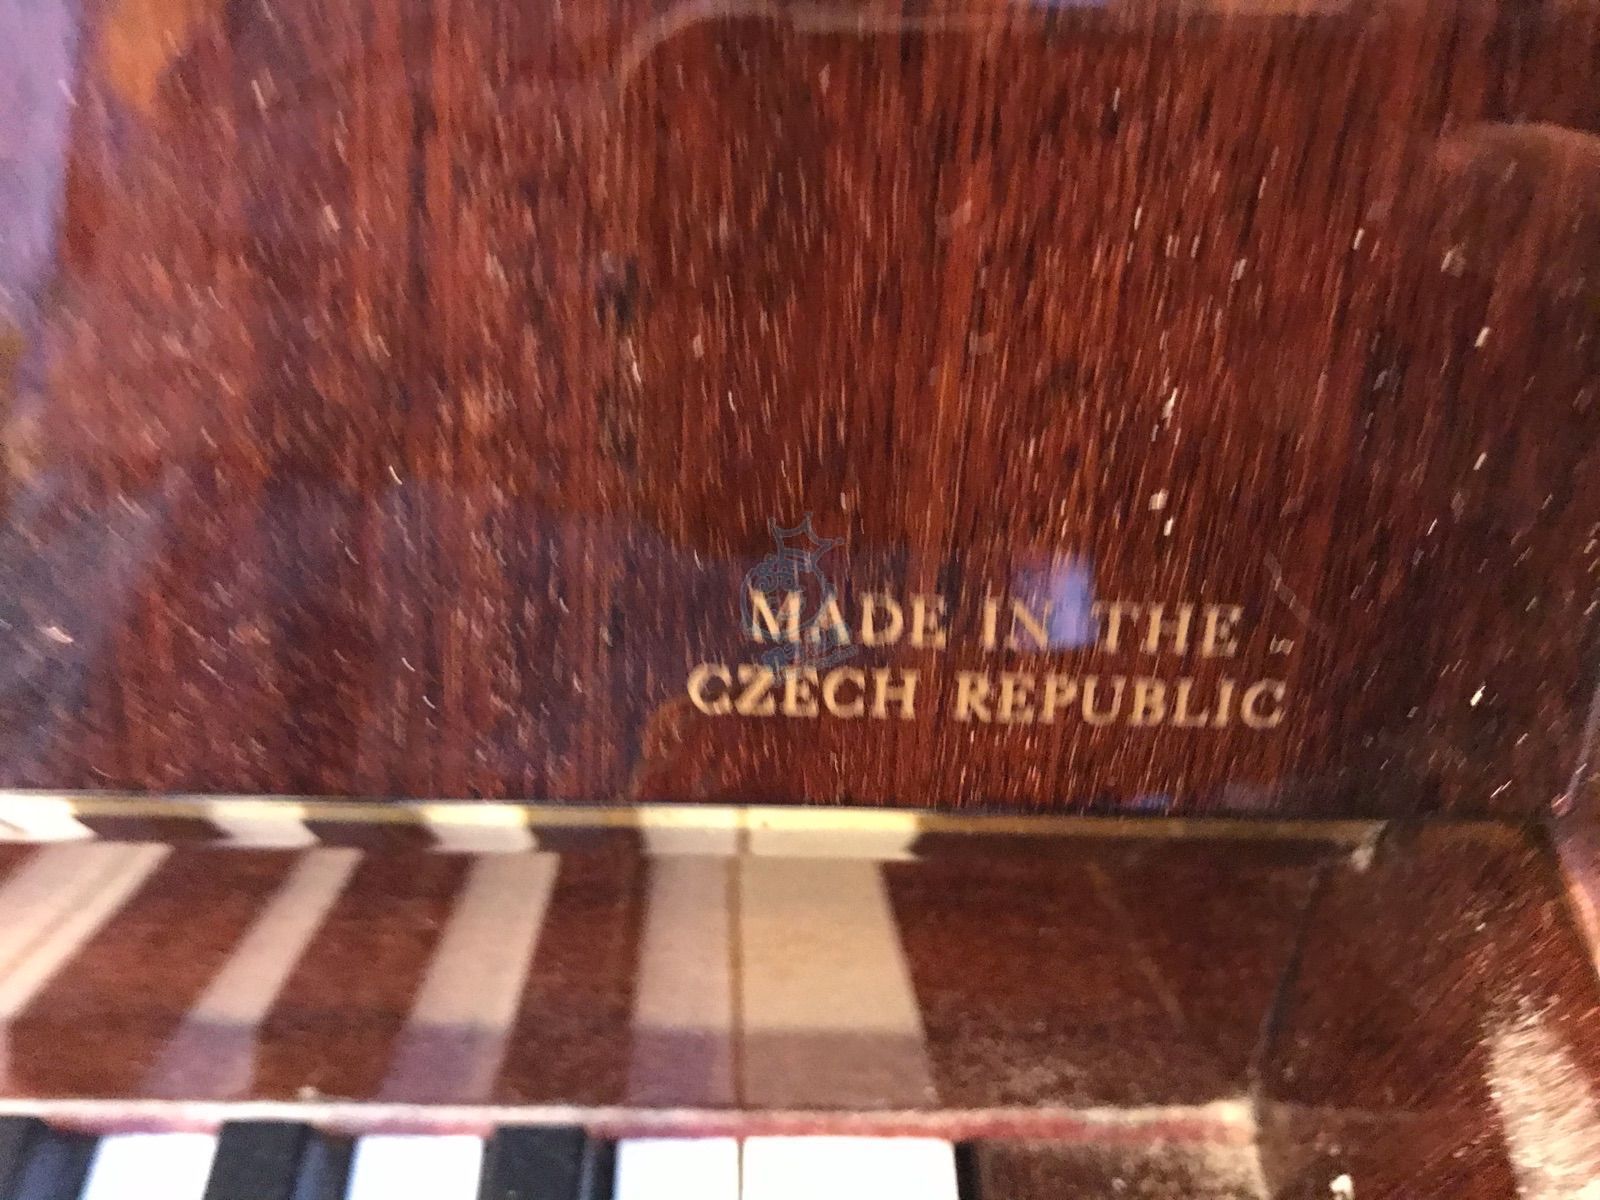 MADE IN THE
CZECH REPUBLIC